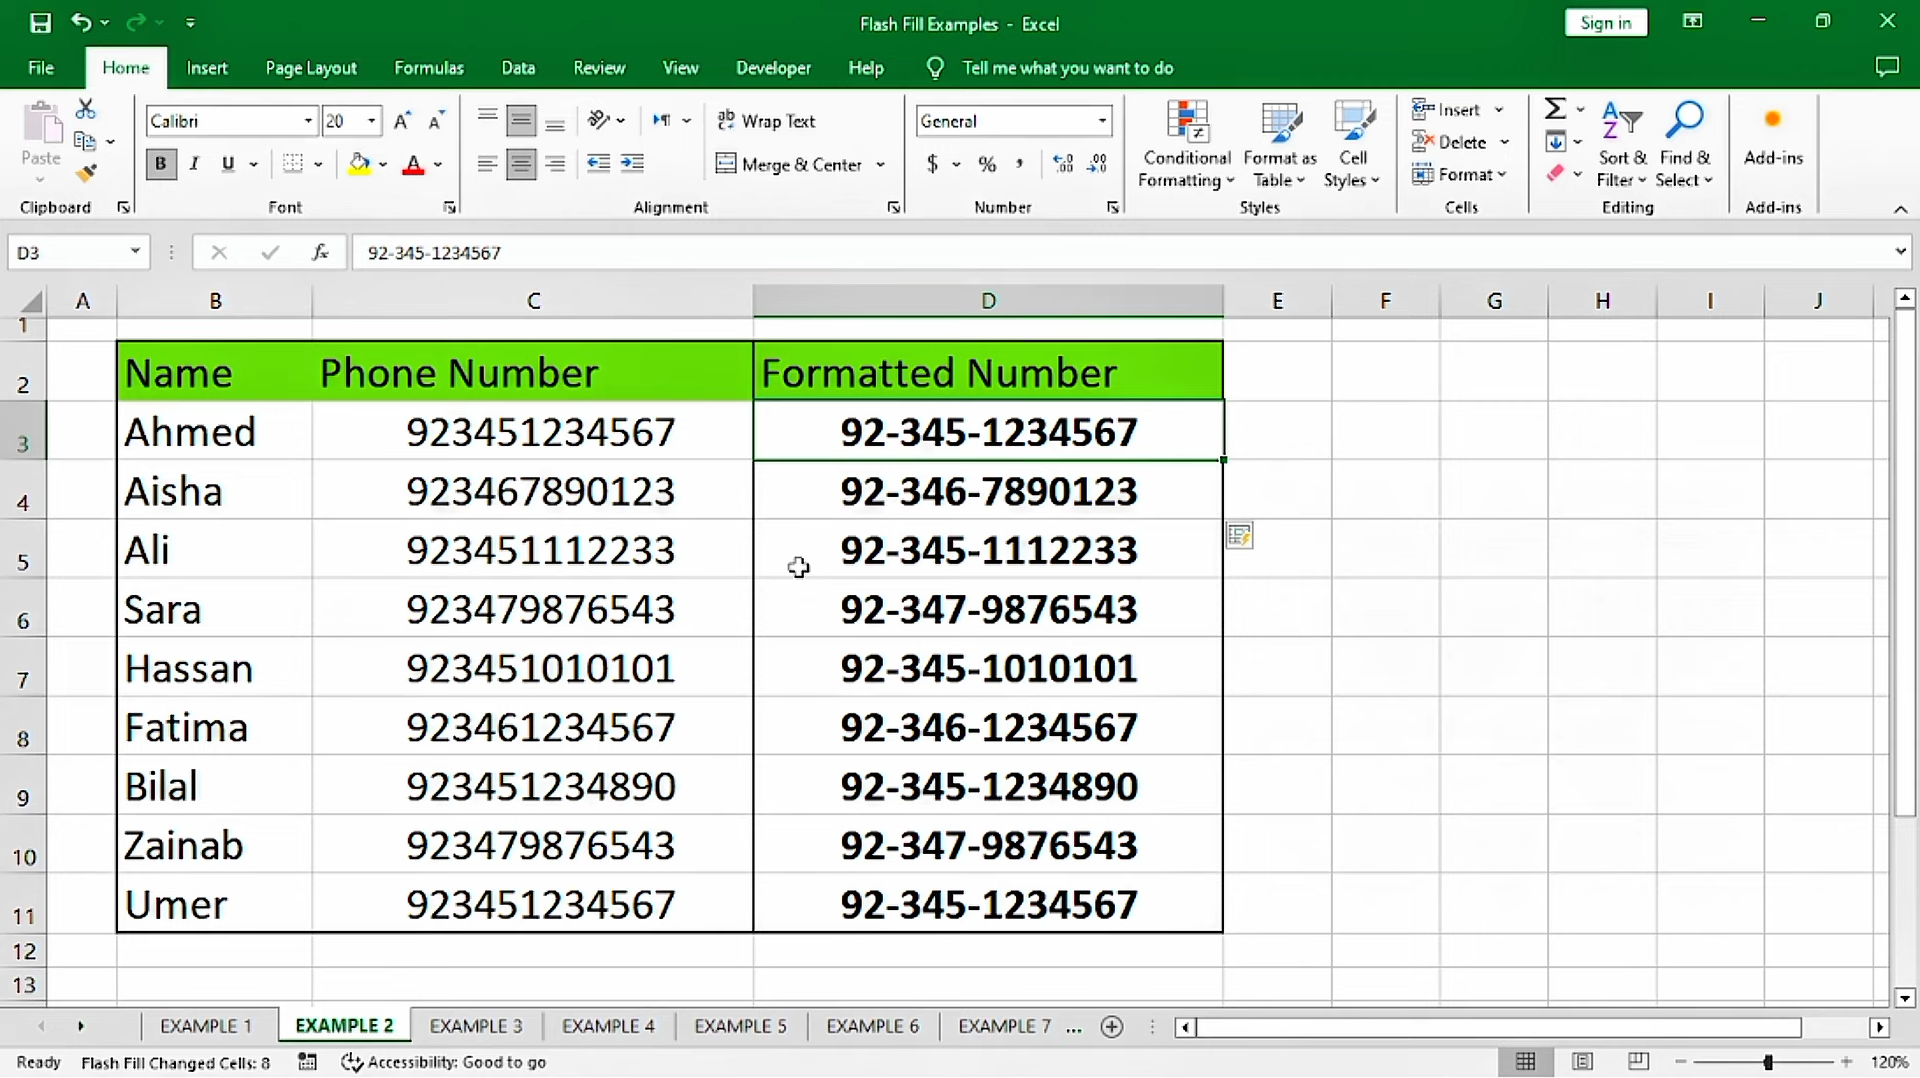 Flash Fill Examples - Excel
Sign in
File Home Insert Page Layout Formulas Data Review View Developer Help Tell me what you want to do
Paste
Clipboard
Calibri 20
B I U
Font
Wrap Text
Merge & Center
Alignment
General
$ % ,
Number
Conditional Formatting
Format as Table
Cell Styles
Styles
Insert
Delete
Format
Cells
Sort & Filter
Find & Select
Editing
Add-ins
Add-ins
D3 fx 92-345-1234567
A B C D E F G H I J
1
2 Name Phone Number Formatted Number
3 Ahmed 923451234567 92-345-1234567
4 Aisha 923467890123 92-346-7890123
5 Ali 923451112233 92-345-1112233
6 Sara 923479876543 92-347-9876543
7 Hassan 923451010101 92-345-1010101
8 Fatima 923461234567 92-346-1234567
9 Bilal 923451234890 92-345-1234890
10 Zainab 923479876543 92-347-9876543
11 Umer 923451234567 92-345-1234567
12
13
EXAMPLE 1 EXAMPLE 2 EXAMPLE 3 EXAMPLE 4 EXAMPLE 5 EXAMPLE 6 EXAMPLE 7 ...
Ready Flash Fill Changed Cells: 8 Accessibility: Good to go 120%